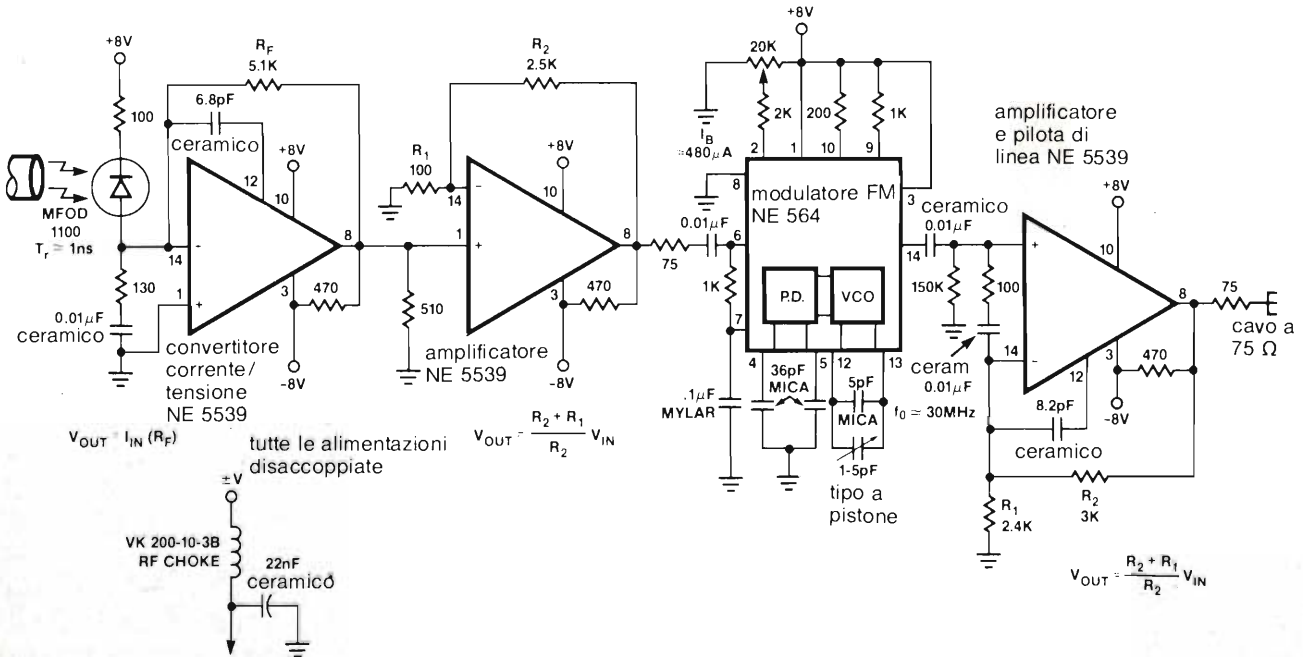 +8V
100
R_F
5.1K
6.8pF
ceramico
MFOD
1100
T_r ≃ 1ns
130
0.01μF
ceramico
12
10
+8V
14
-
1
+
8
3
470
-8V
convertitore
corrente/
tensione
NE 5539
V_OUT = I_IN (R_F)
510
R_1
100
R_2
2.5K
14
-
1
+
+8V
10
8
3
470
-8V
amplificatore
NE 5539
V_OUT = (R_2 + R_1)/R_2 V_IN
75
0.01μF
1K
.1μF
MYLAR
20K
+8V
2K
200
1K
I_B
≃480μA
2
1
10
9
8
3
modulatore FM
NE 564
6
7
14
P.D.
VCO
4
5
12
13
36pF
MICA
5pF
MICA
1-5pF
tipo a
pistone
f_0 ≃ 30MHz
ceramico
0.01μF
150K
100
ceram
0.01μF
amplificatore
e pilota di
linea NE 5539
+8V
10
+
14
-
12
8
3
470
-8V
75
cavo a
75 Ω
8.2pF
ceramico
R_1
2.4K
R_2
3K
V_OUT = (R_2 + R_1)/R_2 V_IN
tutte le alimentazioni
disaccoppiate
±V
VK 200-10-3B
RF CHOKE
22nF
ceramico